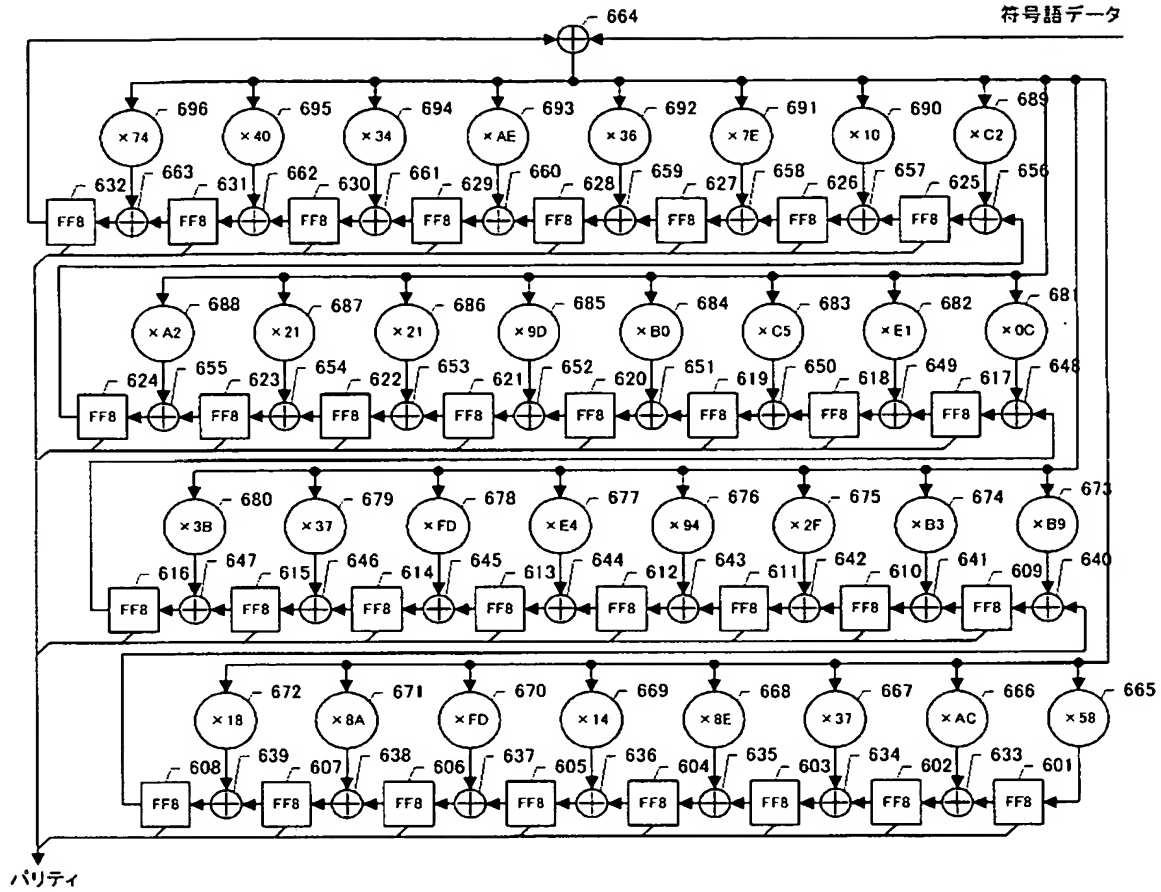 664
符号語データ
696 695 694 693 692 691 690 689
×74 ×40 ×34 ×AE ×36 ×7E ×10 ×C2
632 663 631 662 630 661 629 660 628 659 627 658 626 657 625 656
FF8 FF8 FF8 FF8 FF8 FF8 FF8 FF8
688 687 686 685 684 683 682 681
×A2 ×21 ×21 ×9D ×B0 ×C5 ×E1 ×0C
624 655 623 654 622 653 621 652 620 651 619 650 618 649 617 648
FF8 FF8 FF8 FF8 FF8 FF8 FF8 FF8
680 679 678 677 676 675 674 673
×3B ×37 ×FD ×E4 ×94 ×2F ×B3 ×B9
616 647 615 646 614 645 613 644 612 643 611 642 610 641 609 640
FF8 FF8 FF8 FF8 FF8 FF8 FF8 FF8
672 671 670 669 668 667 666 665
×18 ×8A ×FD ×14 ×8E ×37 ×AC ×58
608 639 607 638 606 637 605 636 604 635 603 634 602 633 601
FF8 FF8 FF8 FF8 FF8 FF8 FF8 FF8
パリティ